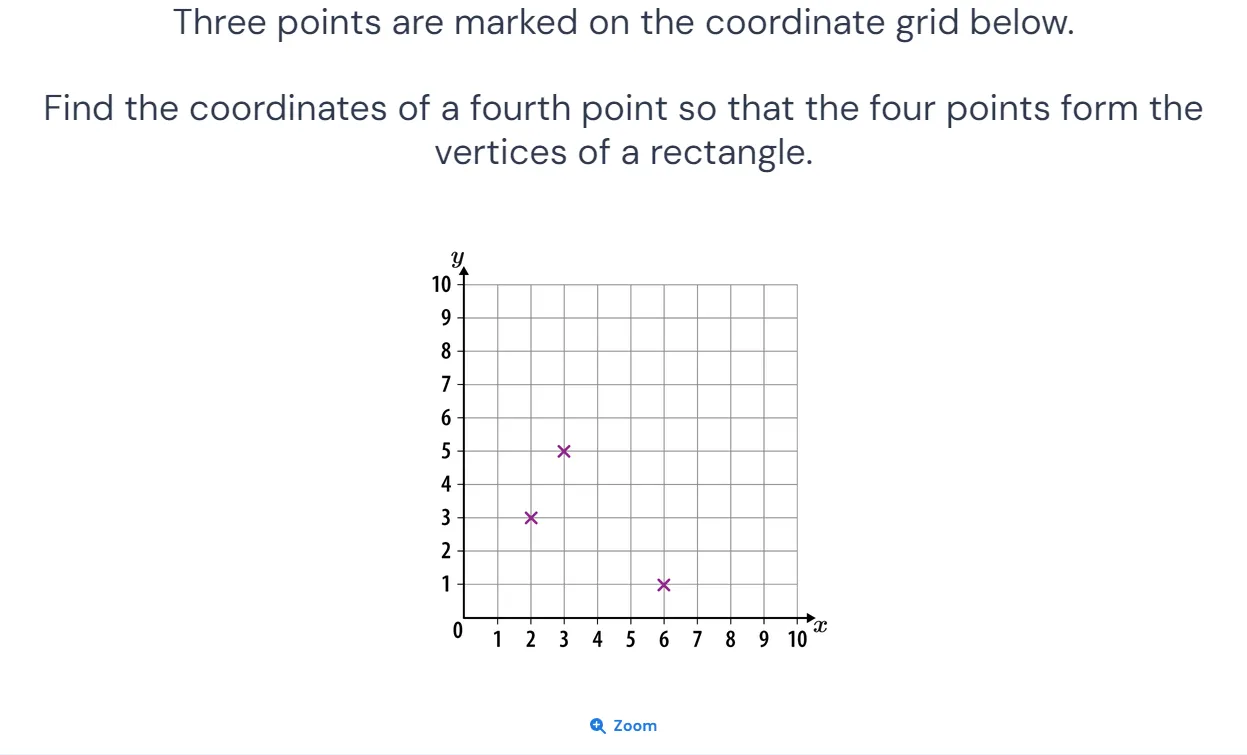 Three points are marked on the coordinate grid below.
Find the coordinates of a fourth point so that the four points form the
vertices of a rectangle.
y
10
9
8
7
6
5
4
3
2
1
0 1 2 3 4 5 6 7 8 9 10 x
Zoom